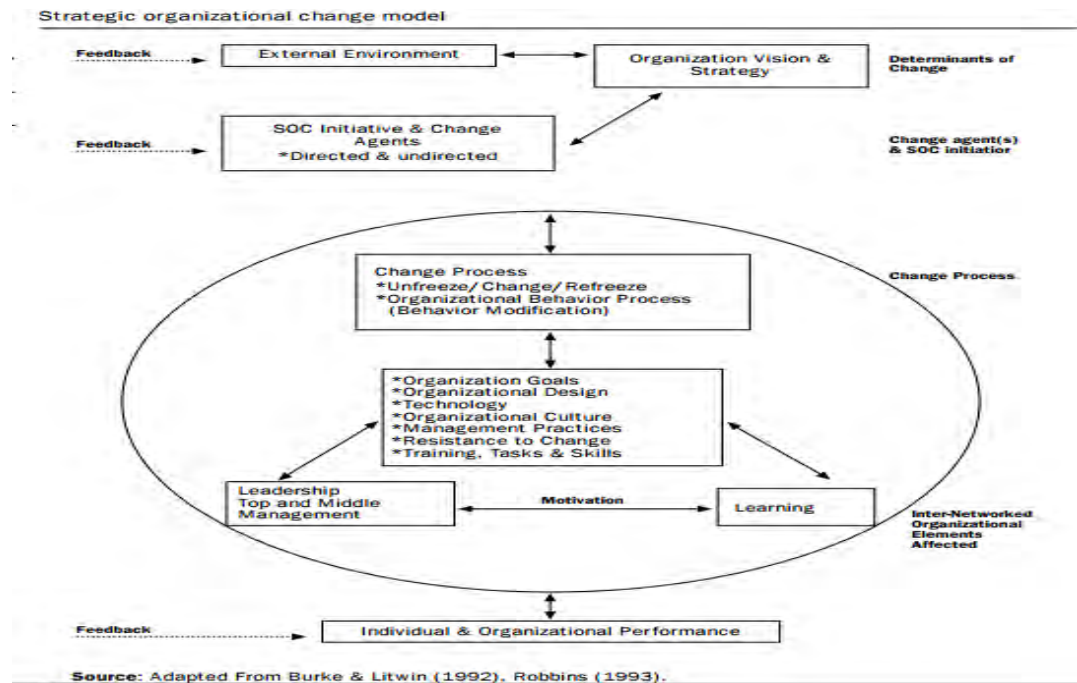 Strategic organizational change model
Feedback
External Environment
Organization Vision &
Strategy
Determinants of
Change
Feedback
SOC Initiative & Change
Agents
*Directed & undirected
Change agent(s)
& SOC initiatior
Change Process
*Unfreeze/Change/Refreeze
*Organizational Behavior Process
(Behavior Modification)
Change Process
*Organization Goals
*Organizational Design
*Technology
*Organizational Culture
*Management Practices
*Resistance to Change
*Training, Tasks & Skills
Leadership
Top and Middle
Management
Motivation
Learning
Inter-Networked
Organizational
Elements
Affected
Feedback
Individual & Organizational Performance
Source: Adapted From Burke & Litwin (1992), Robbins (1993).